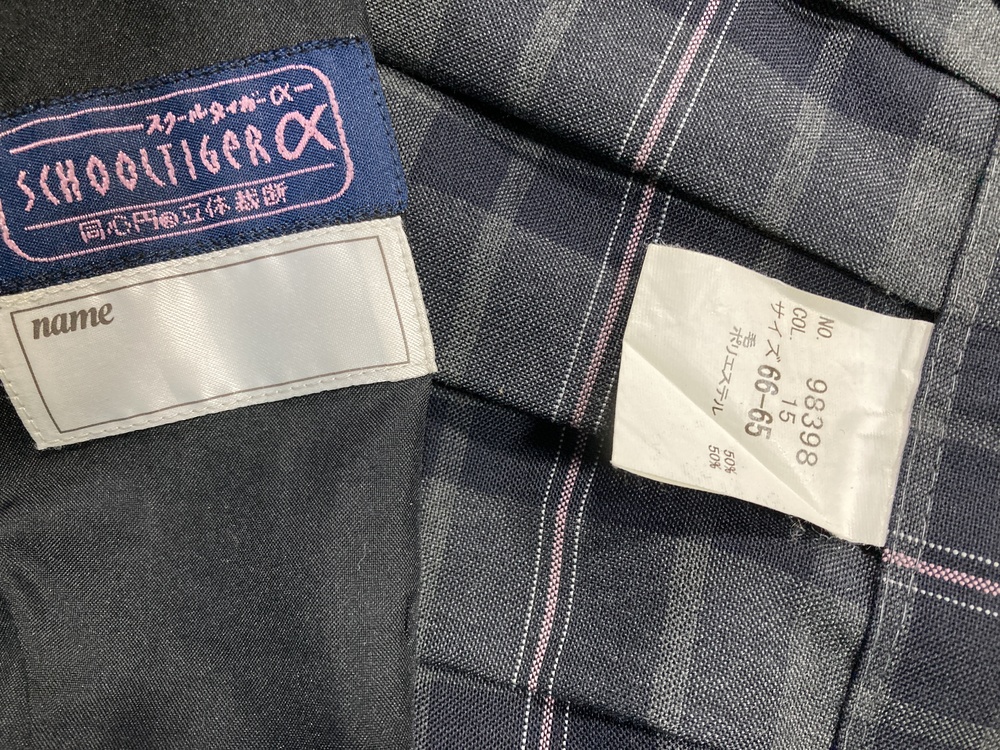 スクールタイガーα
SCHOOLTIGER α
同心円の立体裁断
name
NO. 98398
COL. 15
サイズ 66-65
毛 50%
ポリエステル 50%